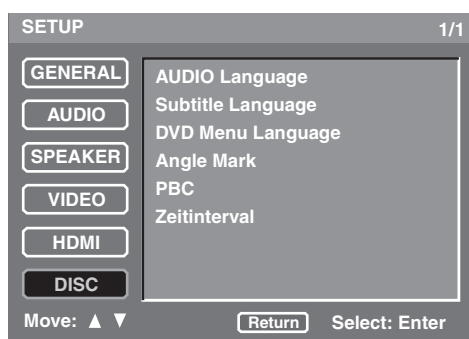 SETUP 1/1
GENERAL
AUDIO
SPEAKER
VIDEO
HDMI
DISC
AUDIO Language
Subtitle Language
DVD Menu Language
Angle Mark
PBC
Zeitinterval
Move: ▲ ▼ Return Select: Enter